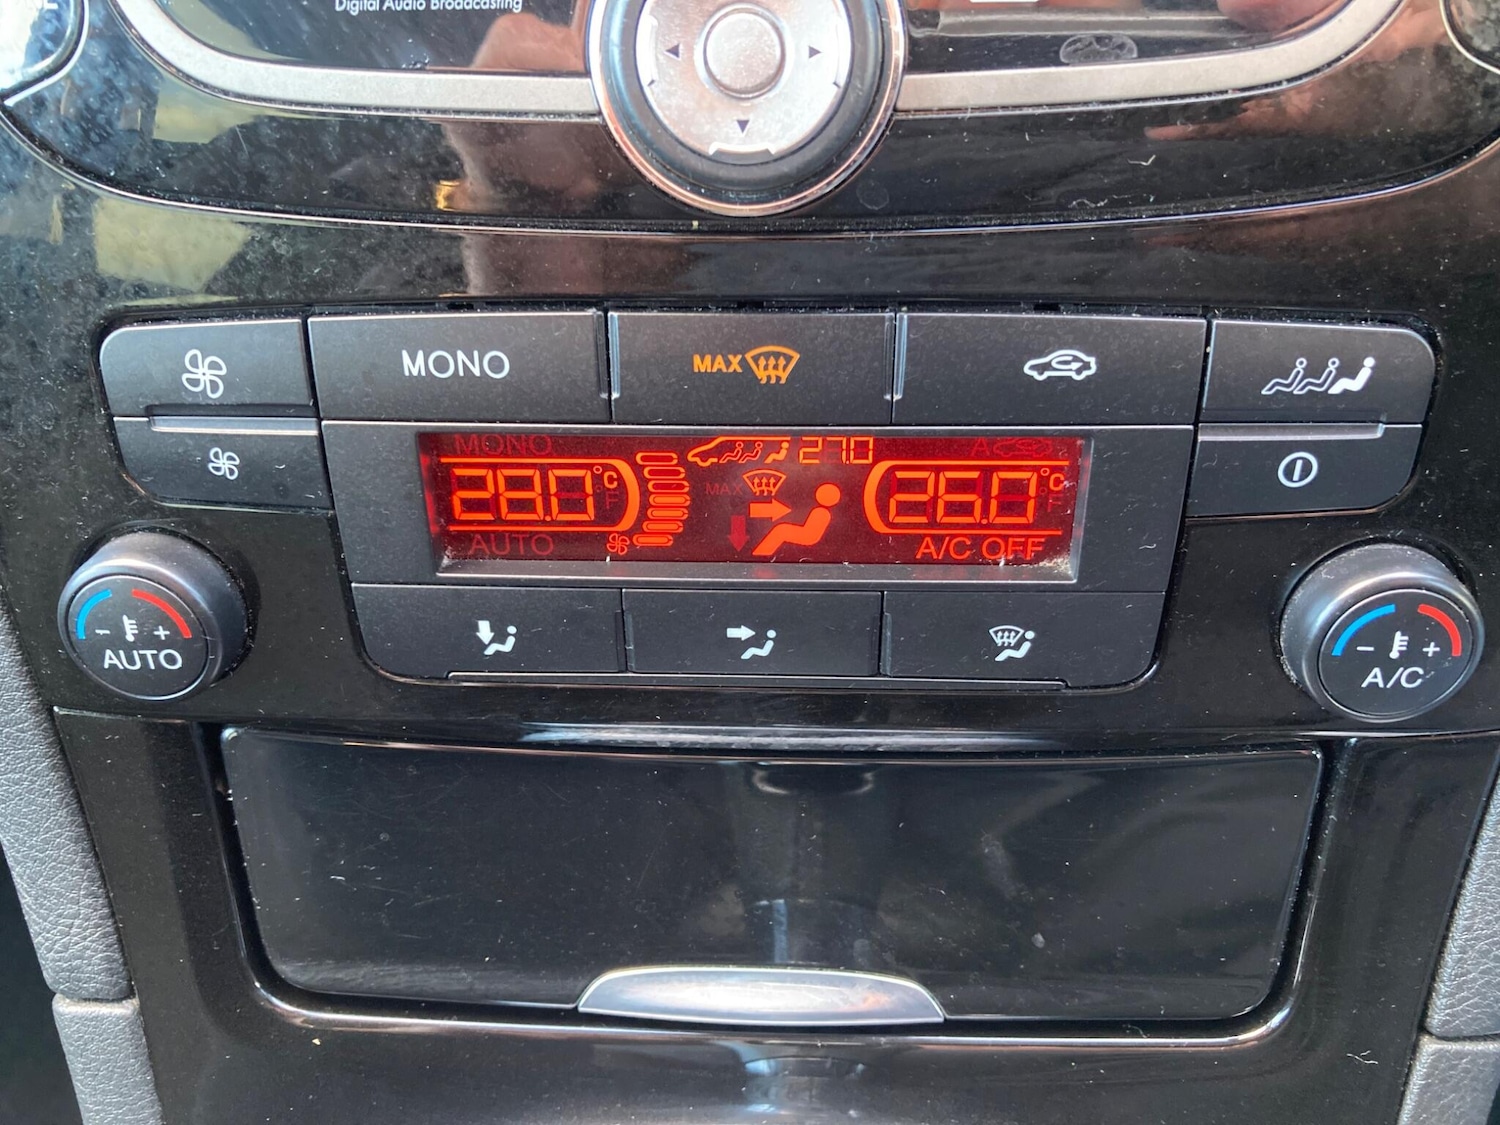 Digital Audio Broadcasting
MONO
MAX
MONO
27.0
A
28.0 °C
F
MAX
26.0 °C
F
AUTO
A/C OFF
- +
AUTO
- +
A/C